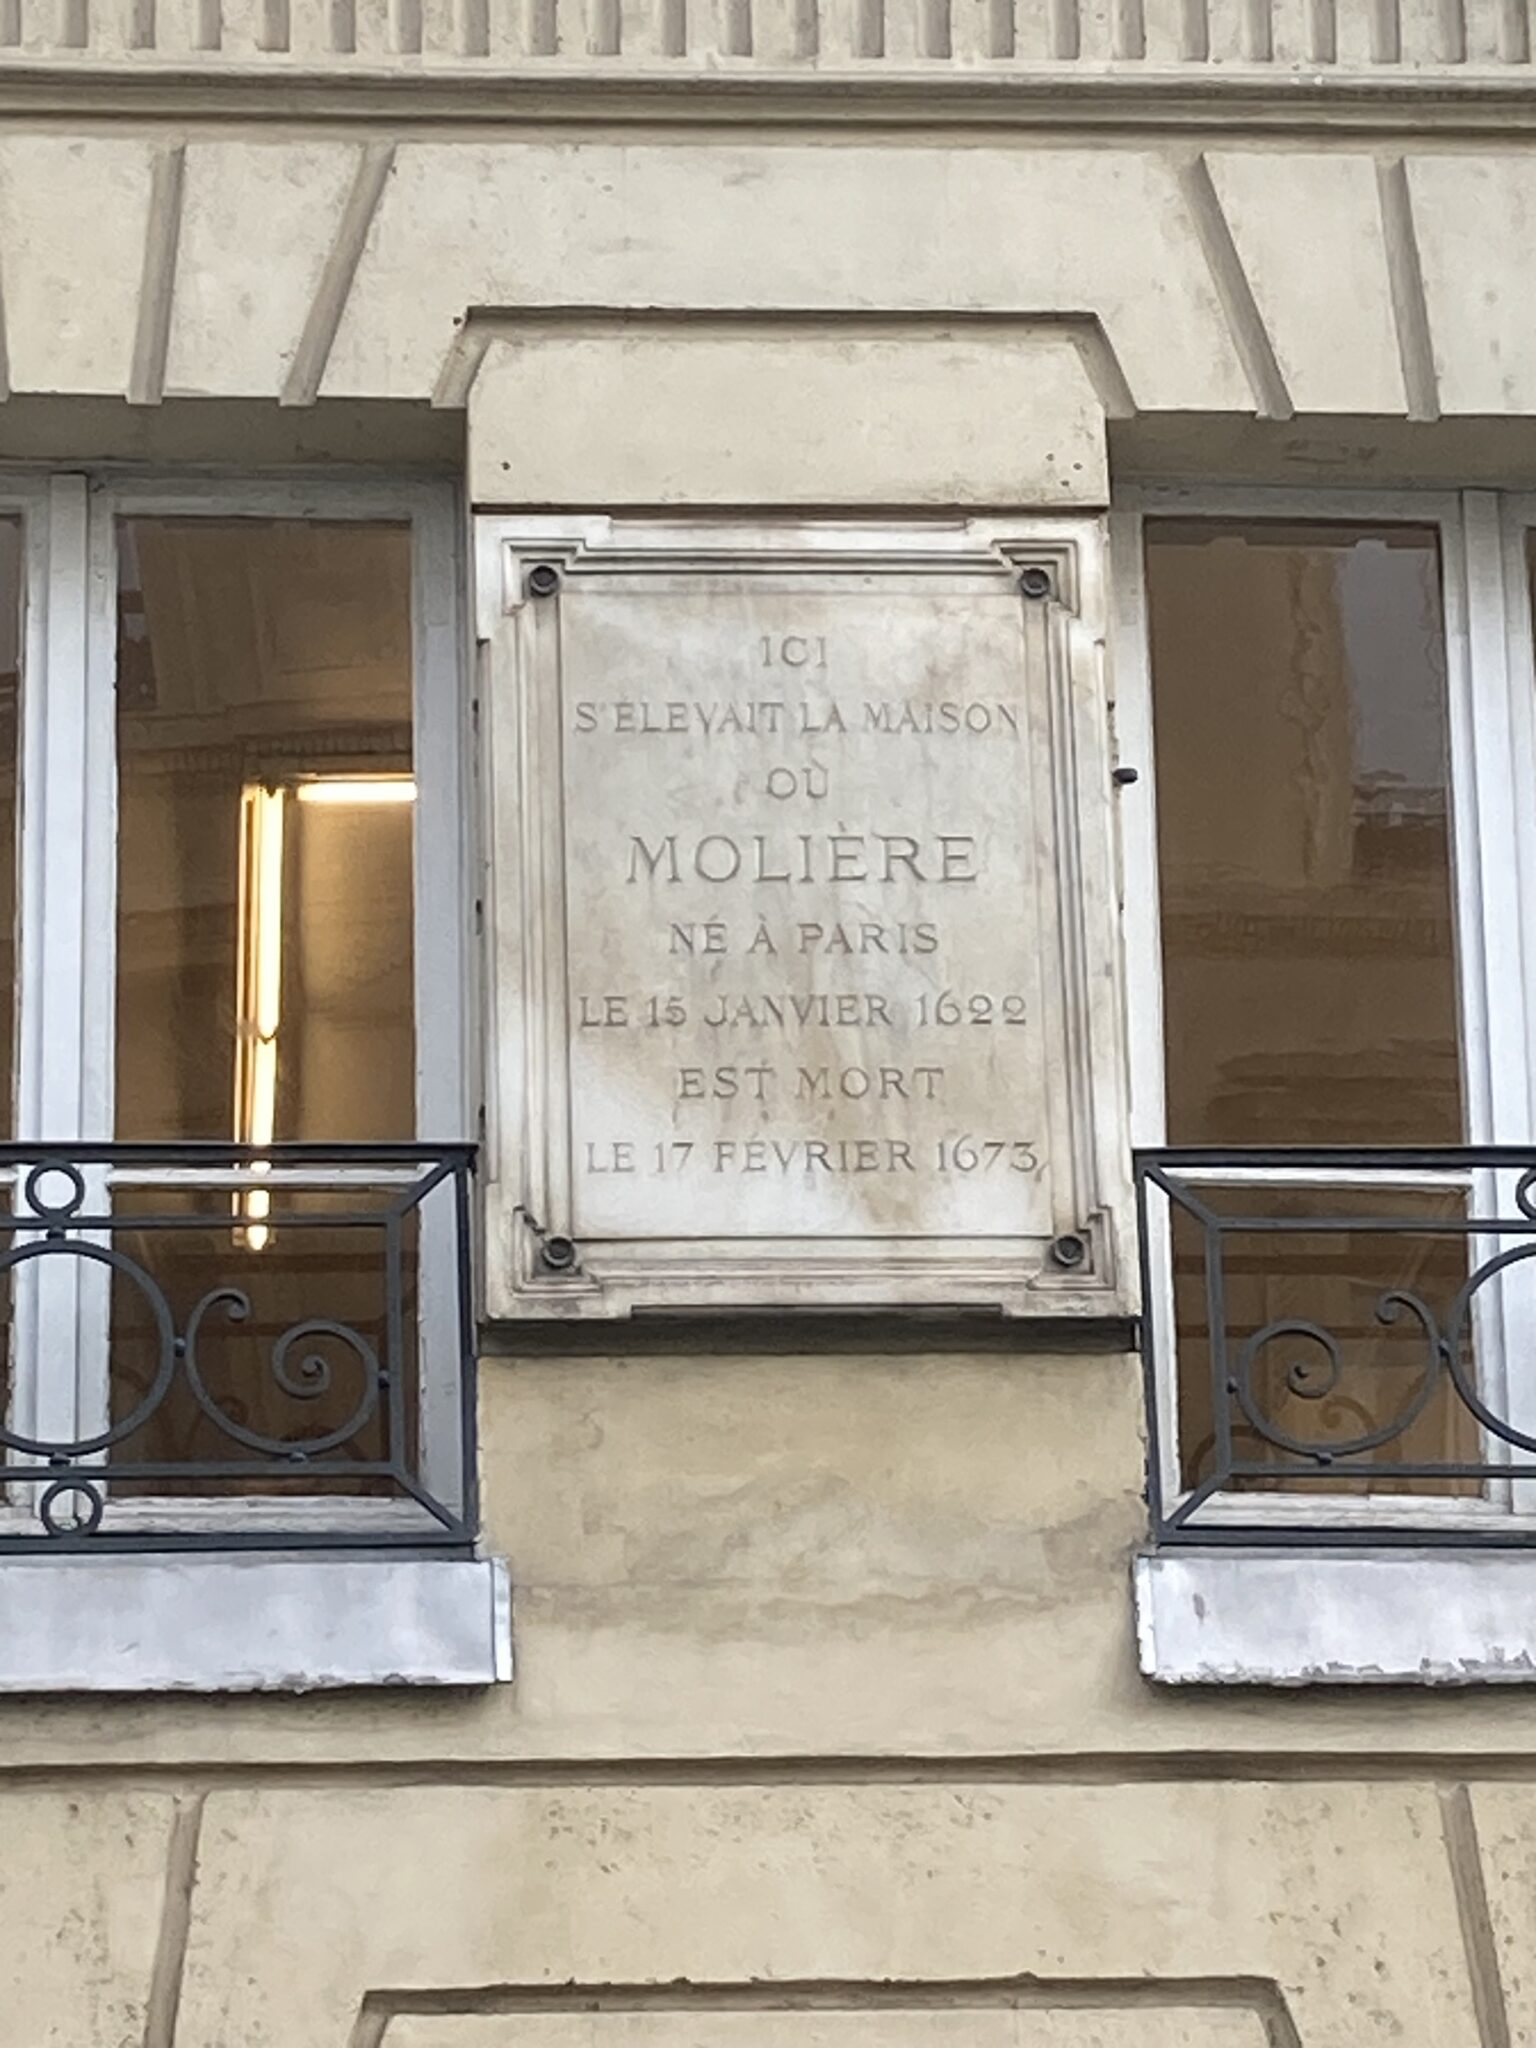 ICI
S'ÉLEVAIT LA MAISON
OÙ
MOLIÈRE
NÉ À PARIS
LE 15 JANVIER 1622
EST MORT
LE 17 FÉVRIER 1673